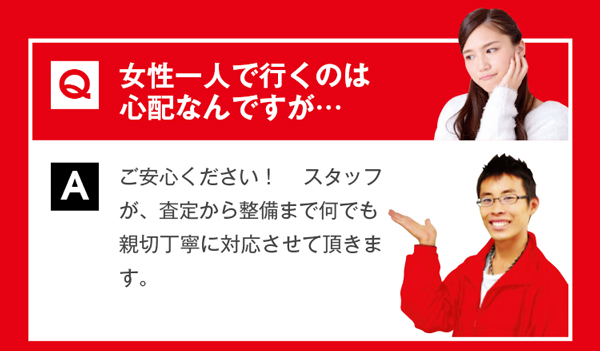 Q 女性一人で行くのは
心配なんですが…
A ご安心ください！　スタッフ
が、査定から整備まで何でも
親切丁寧に対応させて頂きま
す。